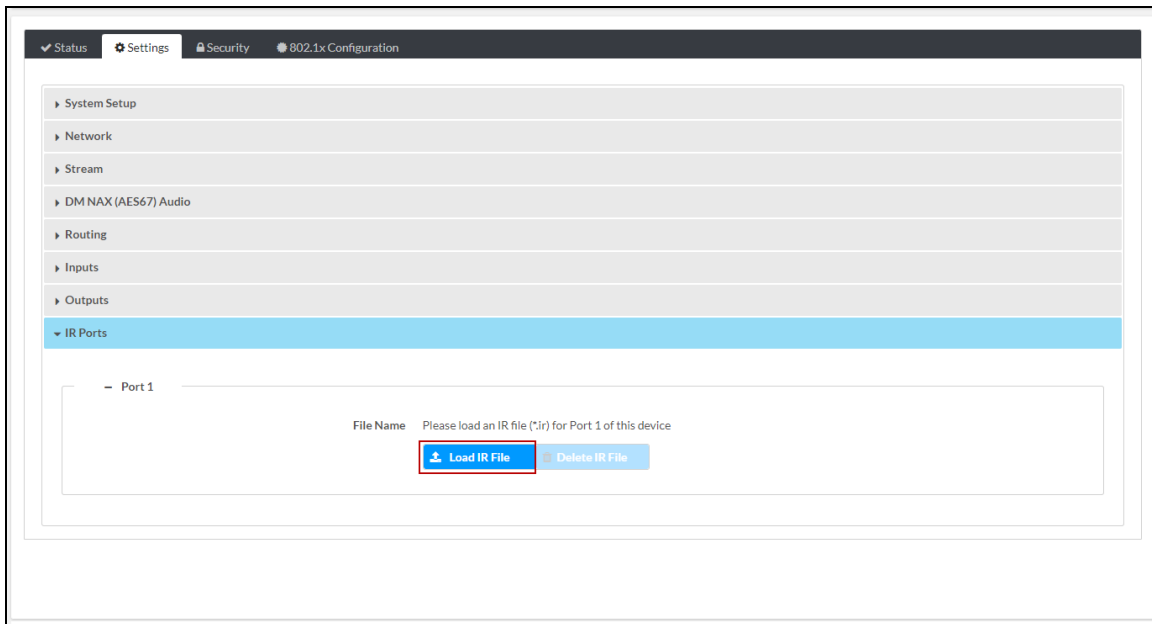 Status Settings Security 802.1x Configuration
System Setup
Network
Stream
DM NAX (AES67) Audio
Routing
Inputs
Outputs
IR Ports
Port 1
File Name Please load an IR file (*.ir) for Port 1 of this device
Load IR File Delete IR File